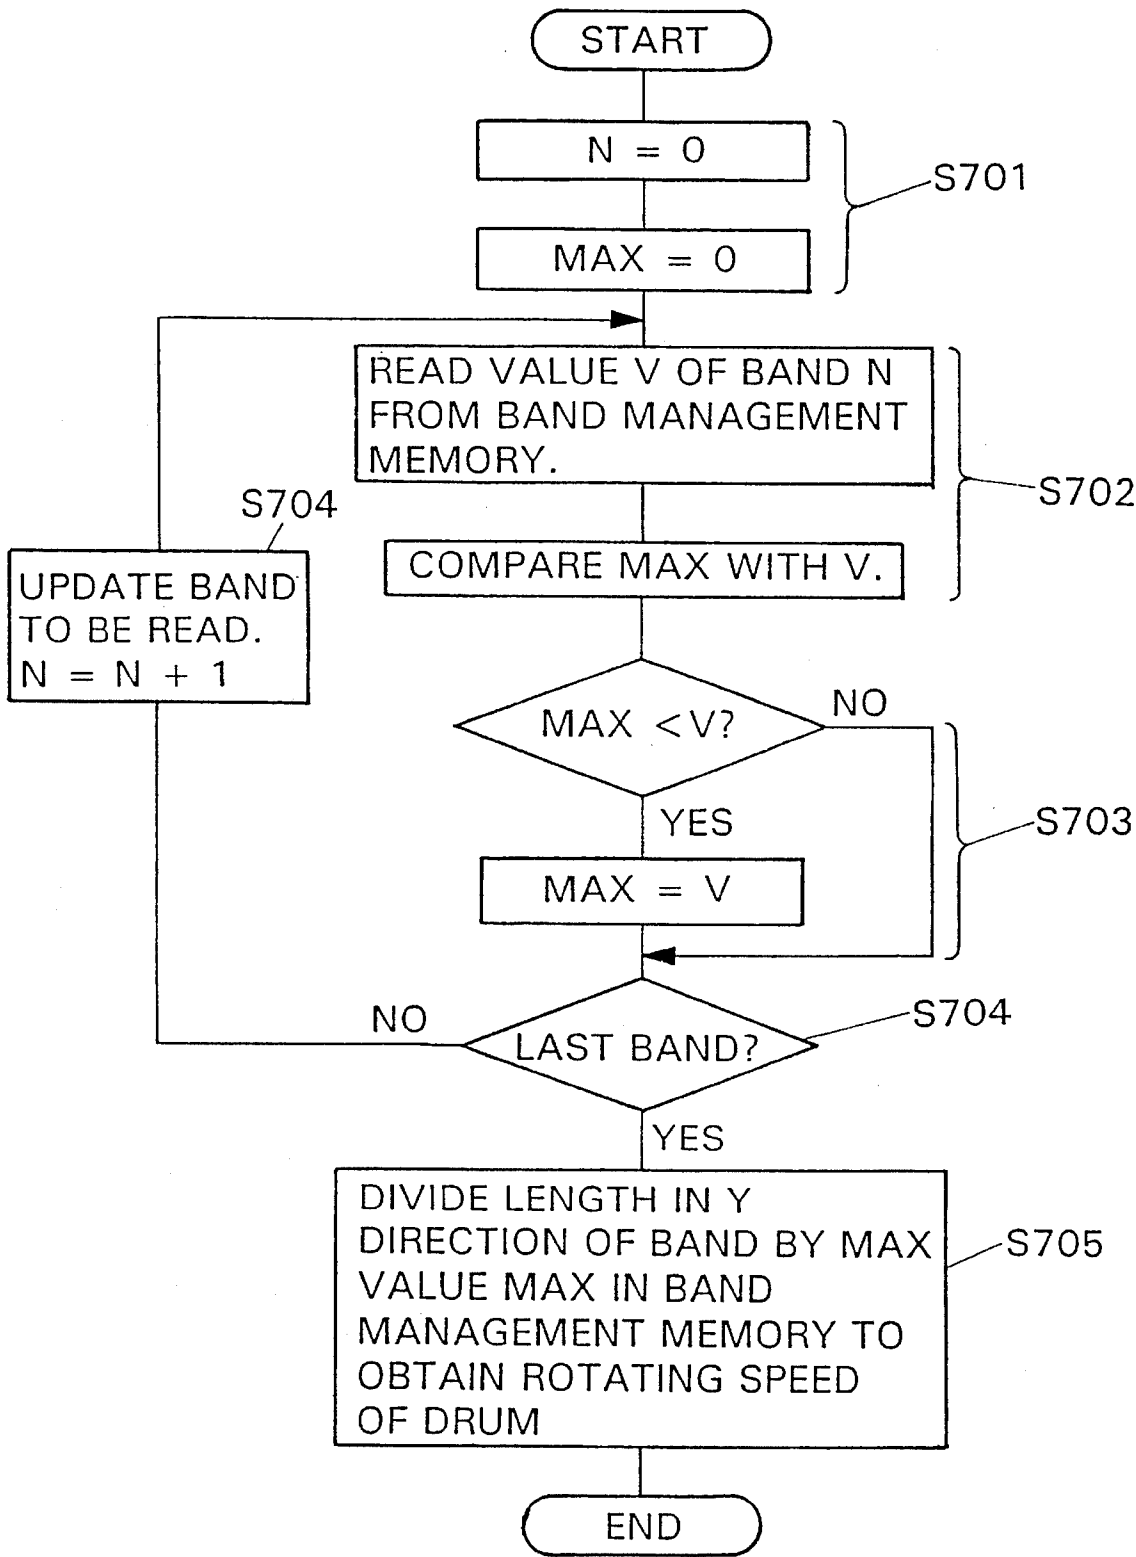 START
N = 0
S701
MAX = 0
READ VALUE V OF BAND N
FROM BAND MANAGEMENT
MEMORY.
S702
S704
COMPARE MAX WITH V.
UPDATE BAND
TO BE READ.
N = N + 1
MAX < V?
NO
YES
S703
MAX = V
NO
LAST BAND?
S704
YES
DIVIDE LENGTH IN Y
DIRECTION OF BAND BY MAX
VALUE MAX IN BAND
MANAGEMENT MEMORY TO
OBTAIN ROTATING SPEED
OF DRUM
S705
END